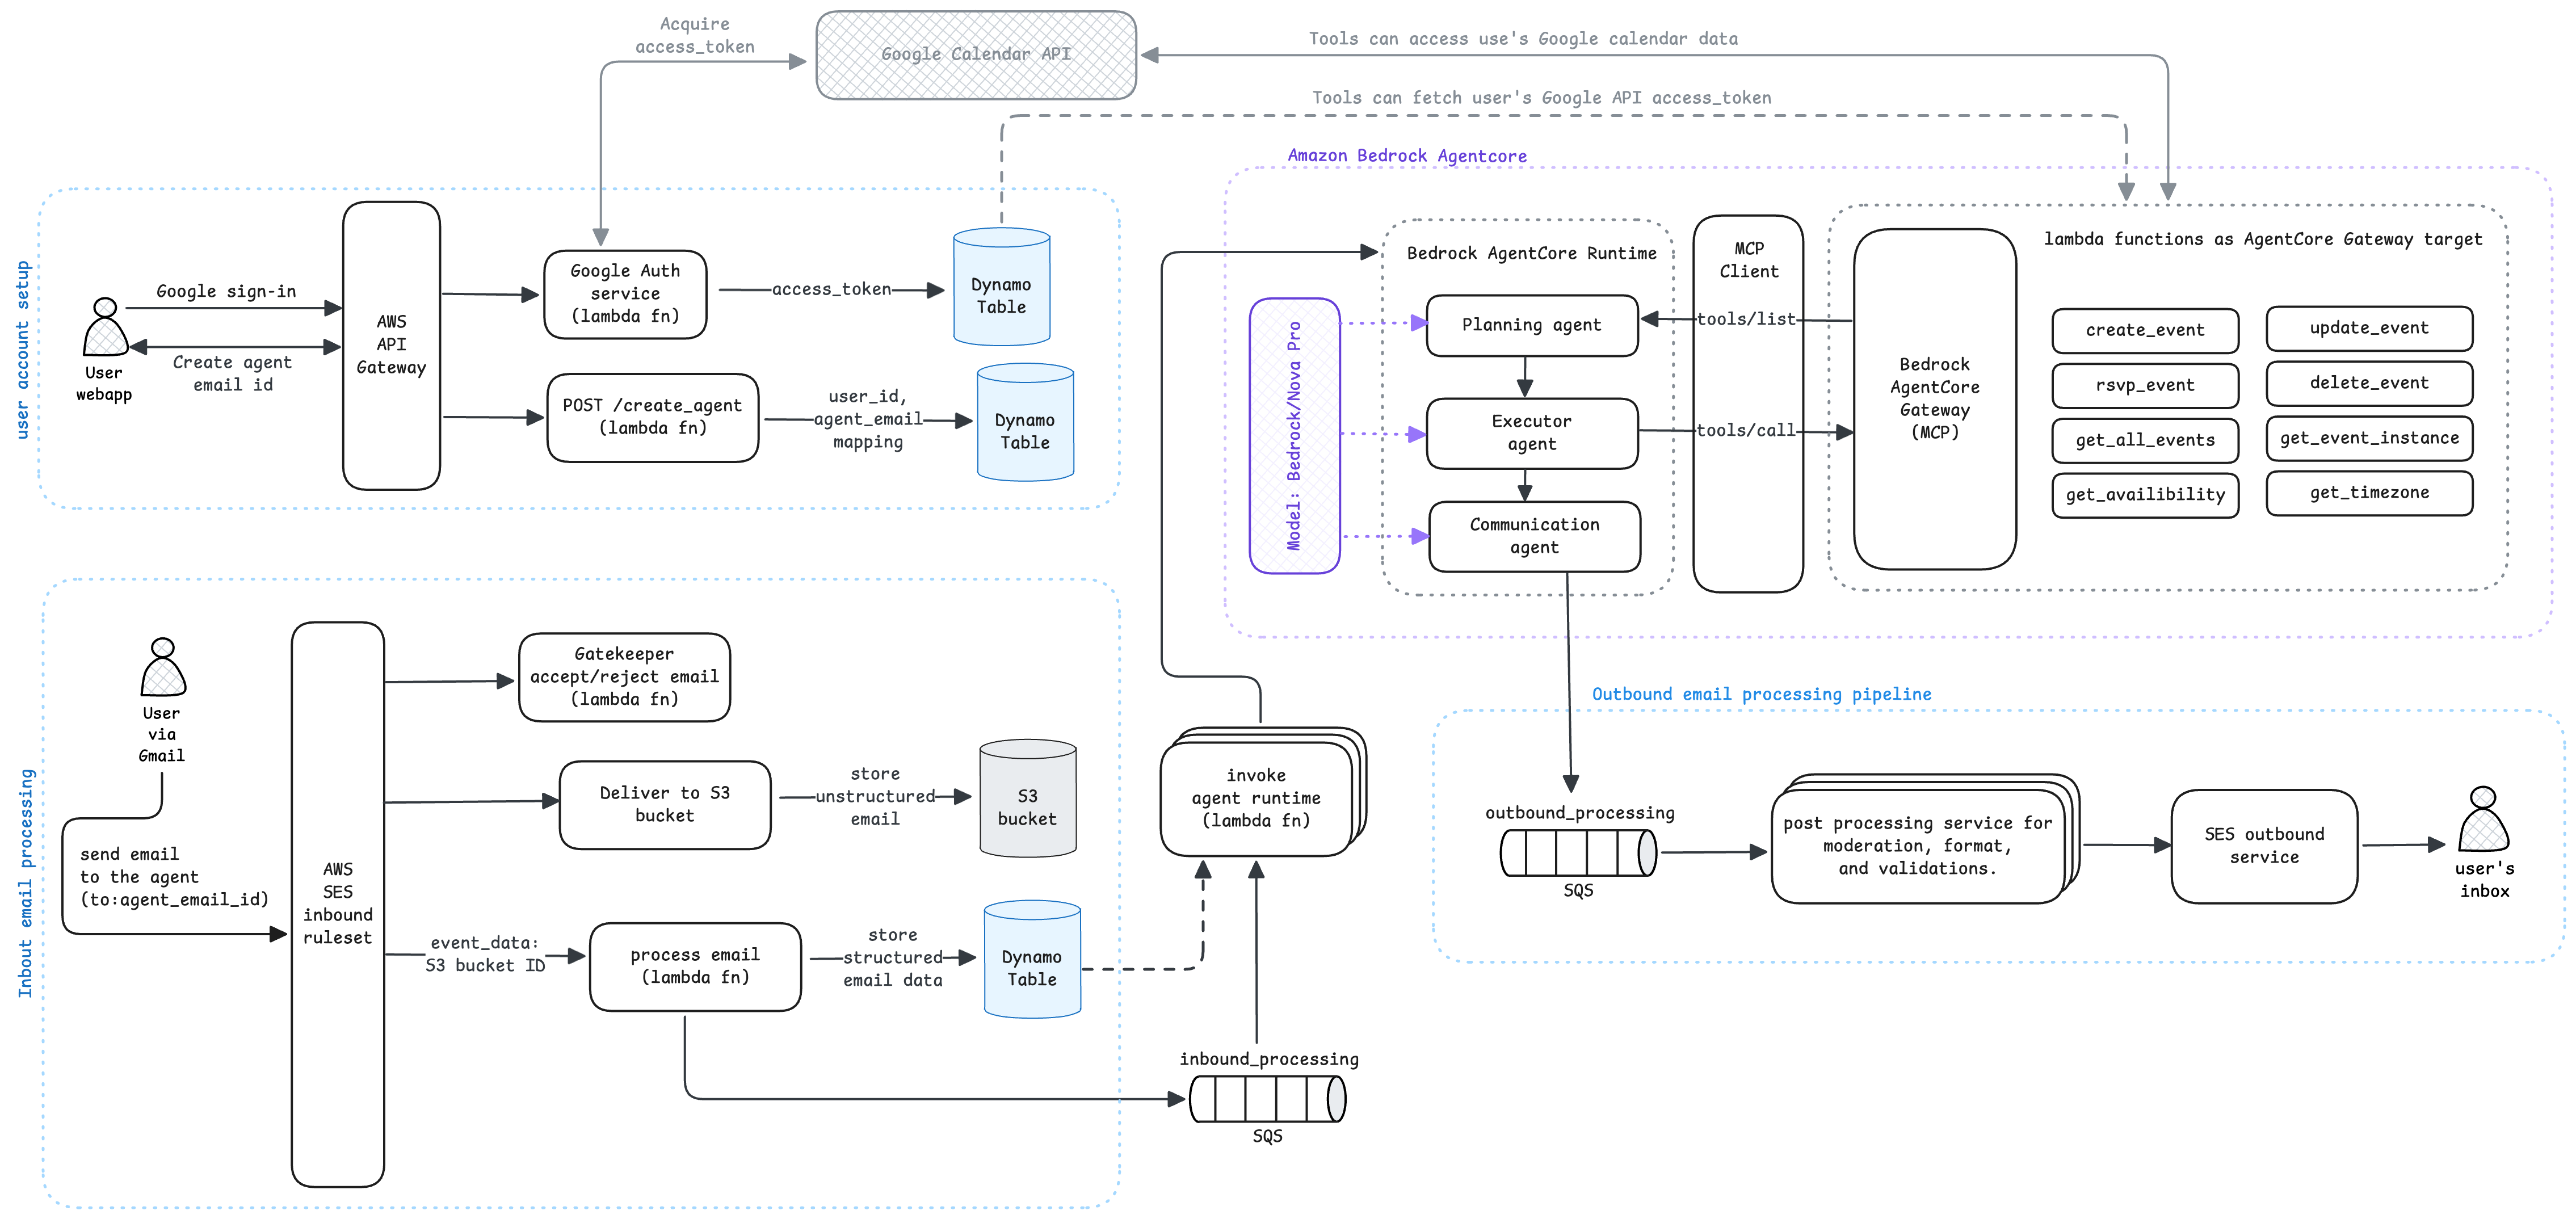 Acquire
access_token
Google Calendar API
Tools can access use's Google calendar data
Tools can fetch user's Google API access_token
user account setup
User
webapp
Google sign-in
Create agent
email id
AWS
API
Gateway
Google Auth
service
(lambda fn)
access_token
Dynamo
Table
POST /create_agent
(lambda fn)
user_id,
agent_email
mapping
Dynamo
Table
Amazon Bedrock Agentcore
Model: Bedrock/Nova Pro
Bedrock AgentCore Runtime
Planning agent
Executor
agent
Communication
agent
MCP
Client
tools/list
tools/call
Bedrock
AgentCore
Gateway
(MCP)
lambda functions as AgentCore Gateway target
create_event
update_event
rsvp_event
delete_event
get_all_events
get_event_instance
get_availibility
get_timezone
Inbout email processing
User
via
Gmail
send email
to the agent
(to:agent_email_id)
AWS
SES
inbound
ruleset
Gatekeeper
accept/reject email
(lambda fn)
Deliver to S3
bucket
store
unstructured
email
S3
bucket
event_data:
S3 bucket ID
process email
(lambda fn)
store
structured
email data
Dynamo
Table
invoke
agent runtime
(lambda fn)
inbound_processing
SQS
Outbound email processing pipeline
outbound_processing
SQS
post processing service for
moderation, format,
and validations.
SES outbound
service
user's
inbox